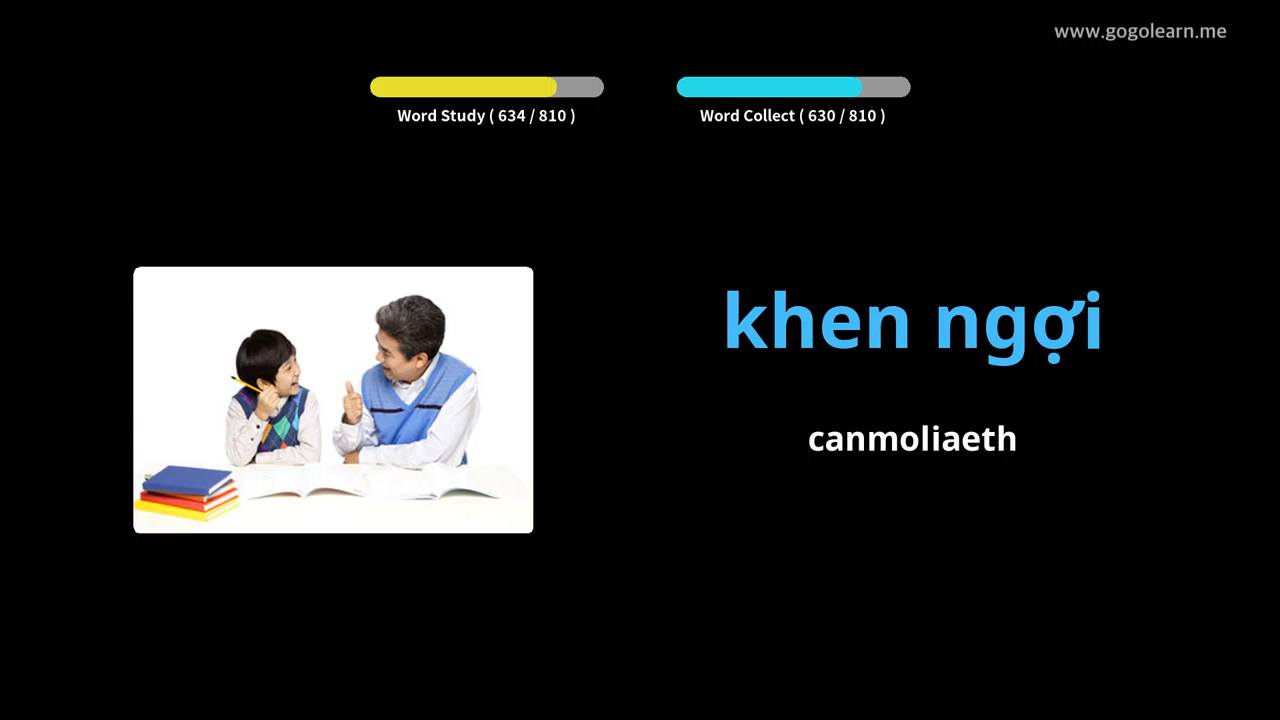 www.gogolearn.me
Word Study ( 634 / 810 )
Word Collect ( 630 / 810 )
khen ngợi
canmoliaeth